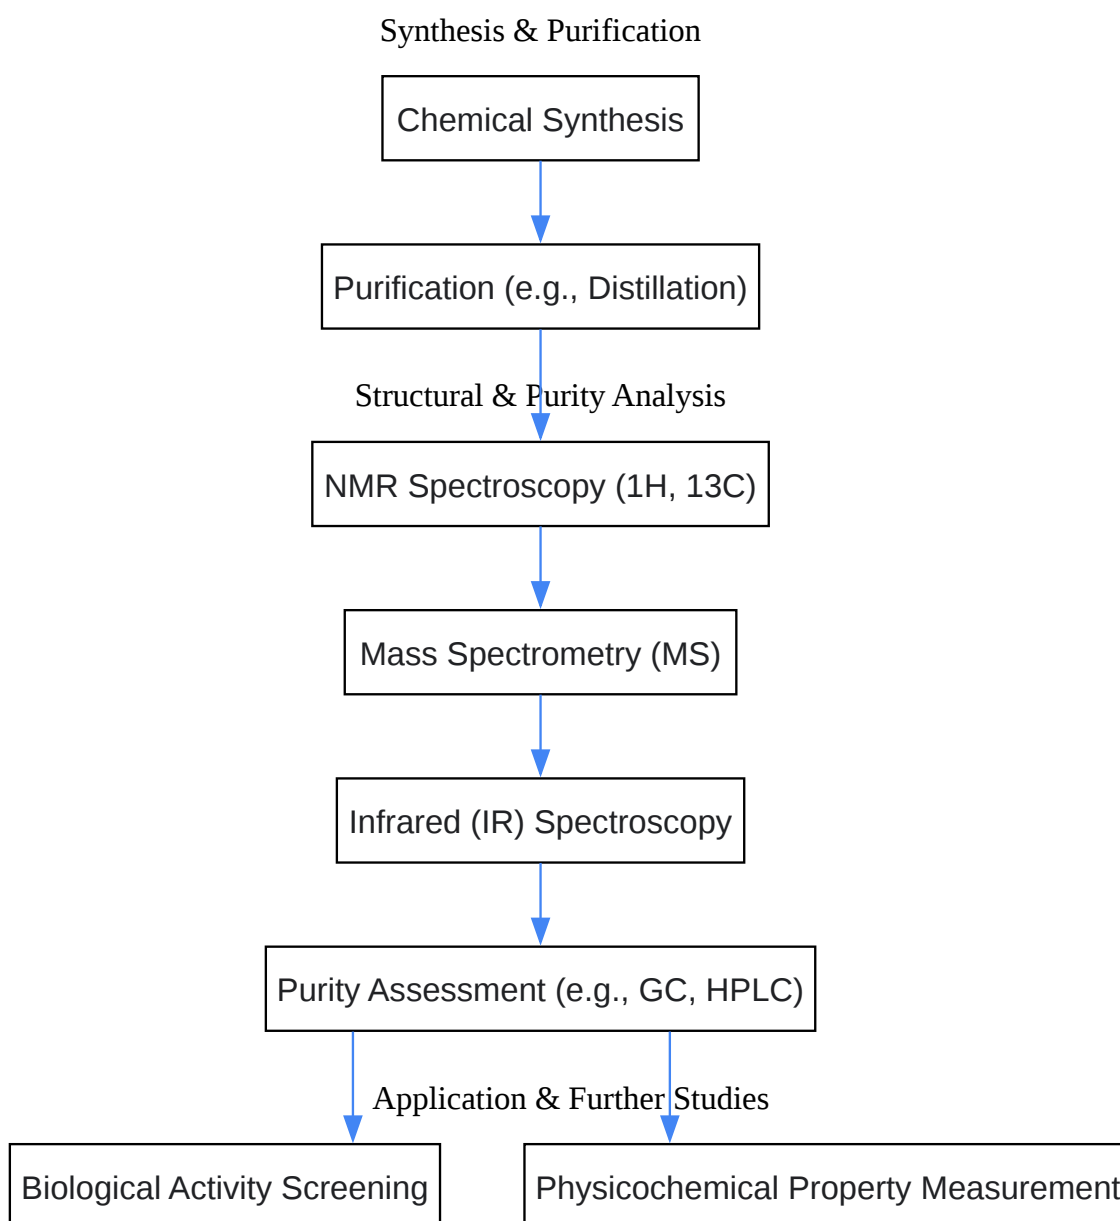 Synthesis & Purification
Chemical Synthesis
Purification (e.g., Distillation)
Structural & Purity Analysis
NMR Spectroscopy (1H, 13C)
Mass Spectrometry (MS)
Infrared (IR) Spectroscopy
Purity Assessment (e.g., GC, HPLC)
Application & Further Studies
Biological Activity Screening
Physicochemical Property Measurement